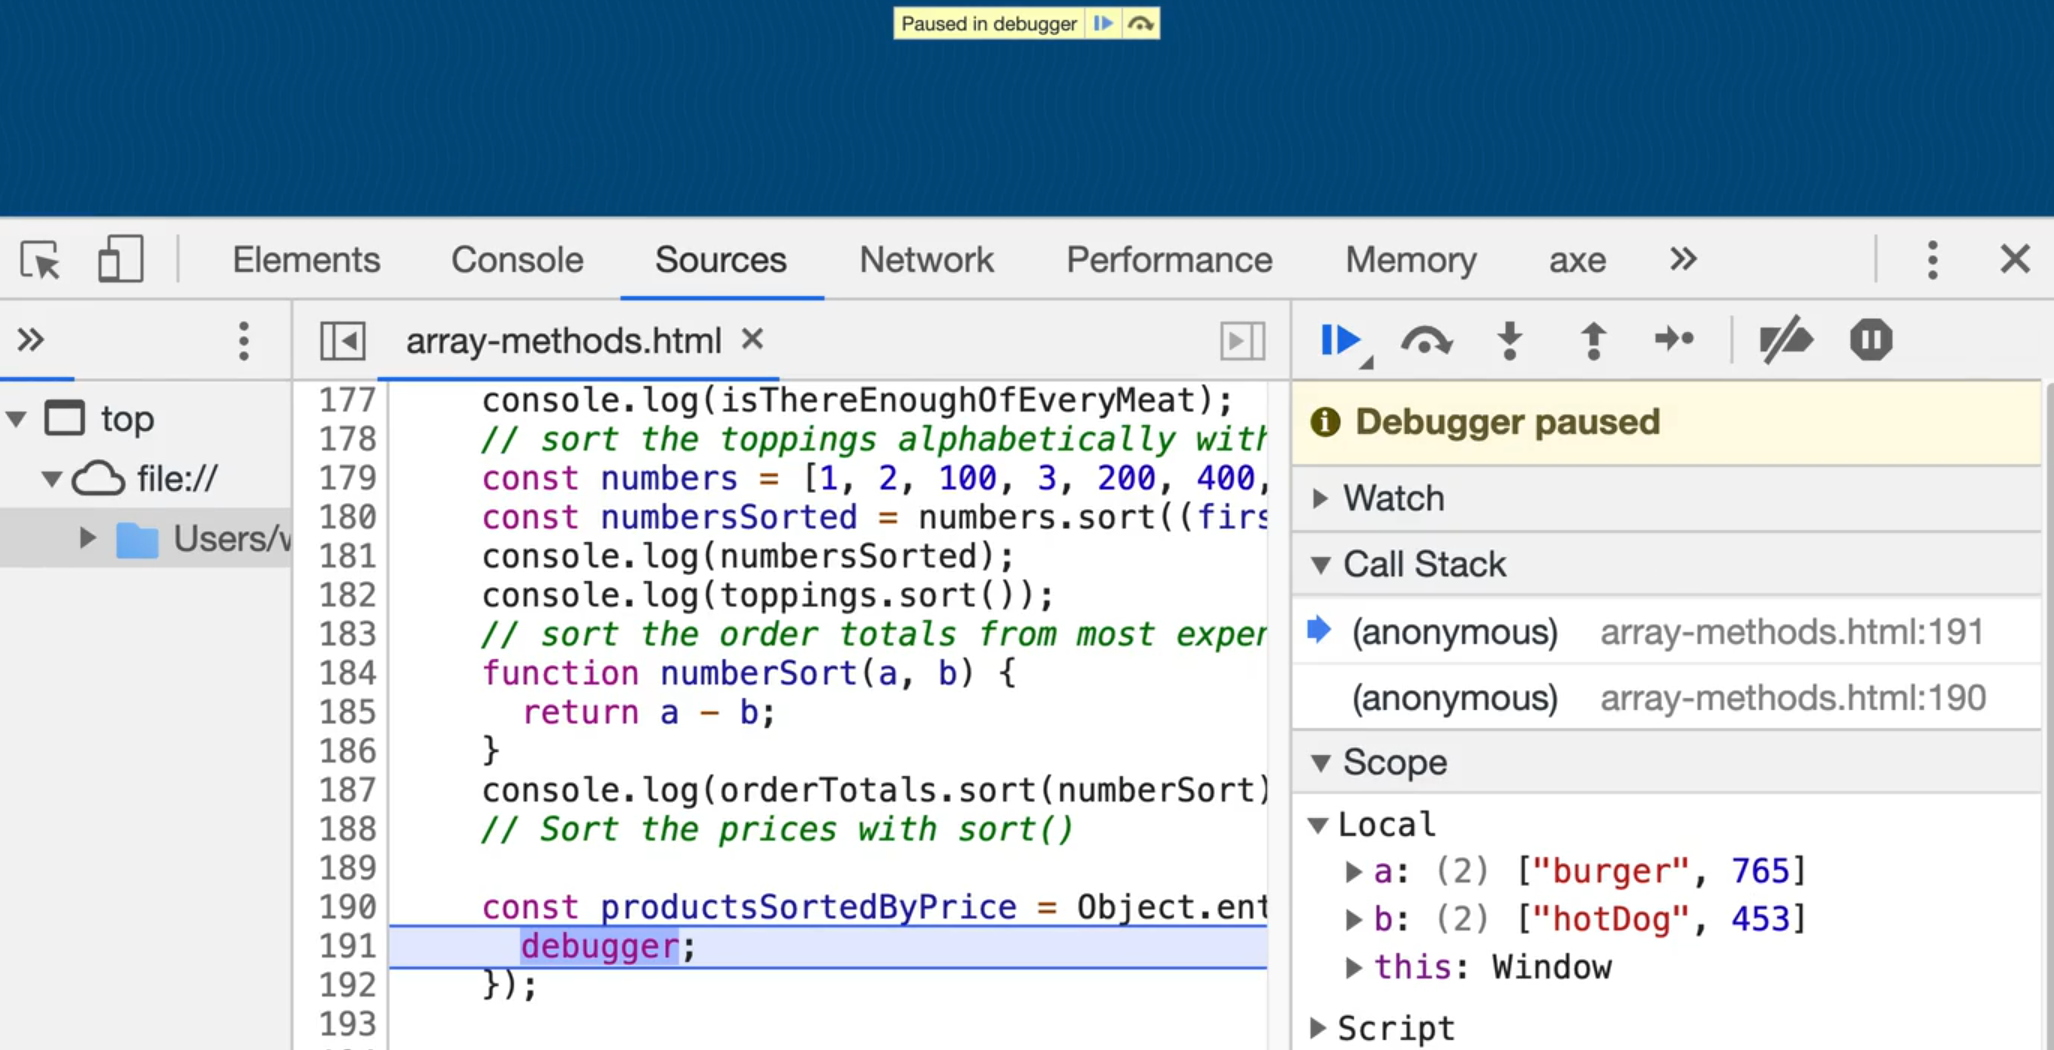 Paused in debugger
Elements Console Sources Network Performance Memory axe
array-methods.html
top
file://
Users/
177 console.log(isThereEnoughOfEveryMeat);
178 // sort the toppings alphabetically with
179 const numbers = [1, 2, 100, 3, 200, 400,
180 const numbersSorted = numbers.sort((firs
181 console.log(numbersSorted);
182 console.log(toppings.sort());
183 // sort the order totals from most exper
184 function numberSort(a, b) {
185 return a - b;
186 }
187 console.log(orderTotals.sort(numberSort)
188 // Sort the prices with sort()
189
190 const productsSortedByPrice = Object.ent
191 debugger;
192 });
193
Debugger paused
Watch
Call Stack
(anonymous) array-methods.html:191
(anonymous) array-methods.html:190
Scope
Local
a: (2) ["burger", 765]
b: (2) ["hotDog", 453]
this: Window
Script